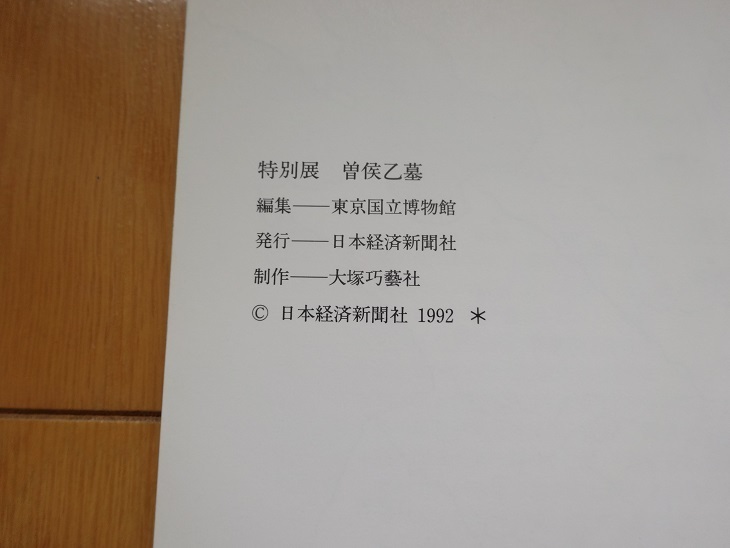 特別展　曽侯乙墓
編集――東京国立博物館
発行――日本経済新聞社
制作――大塚巧藝社
© 日本経済新聞社 1992 ＊